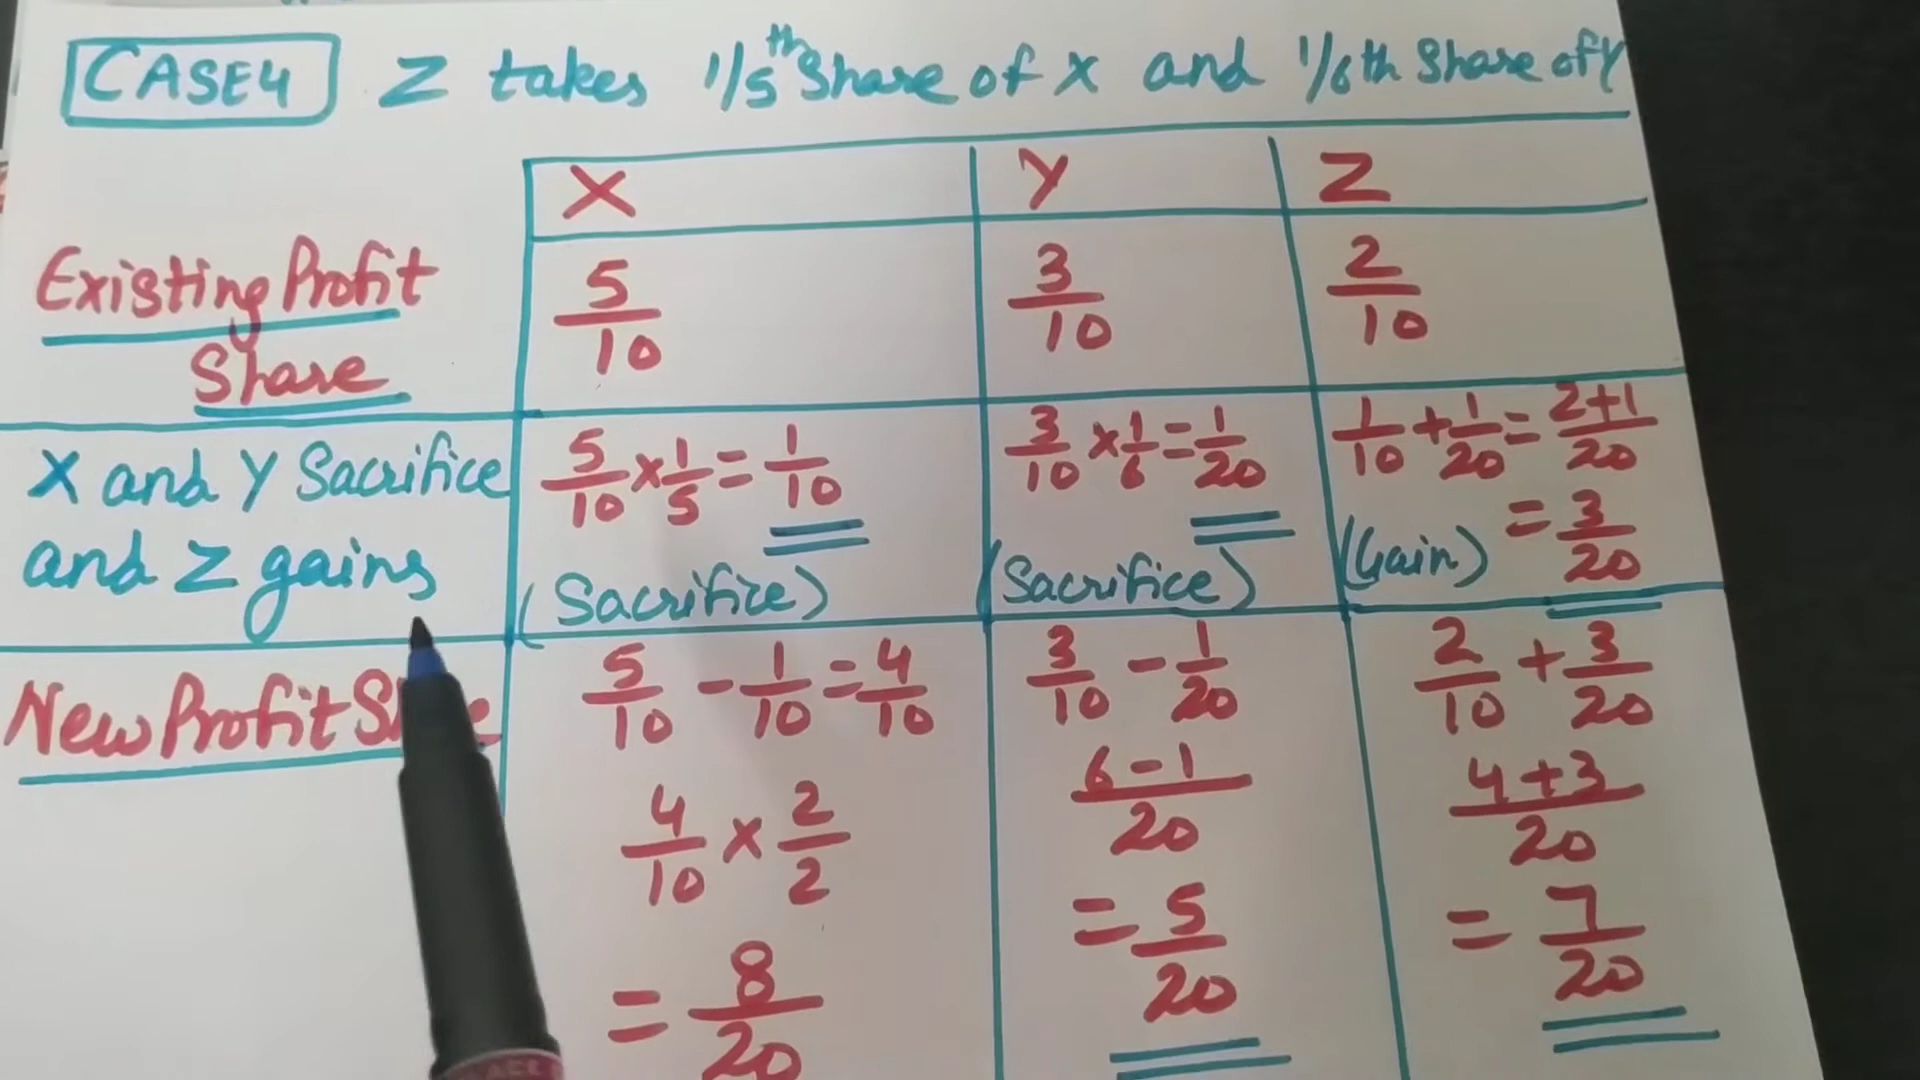 CASE4 Z takes 1/5th Share of X and 1/6th Share of Y
X Y Z
Existing Profit Share 5/10 3/10 2/10
X and Y Sacrifice and Z gains 5/10 × 1/5 = 1/10 (Sacrifice) 3/10 × 1/6 = 1/20 (Sacrifice) 1/10 + 1/20 = 2+1/20 = 3/20 (Gain)
New Profit 5/10 - 1/10 = 4/10 3/10 - 1/20 2/10 + 3/20
4/10 × 2/2 6-1/20 4+3/20
= 8/20 = 5/20 = 7/20